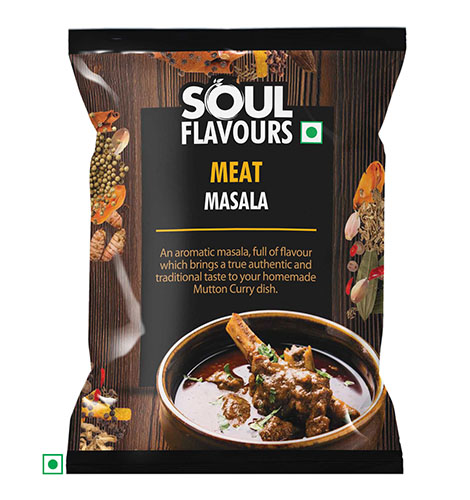 SOUL
FLAVOURS
MEAT
MASALA
An aromatic masala, full of flavour
which brings a true authentic and
traditional taste to your homemade
Mutton Curry dish.